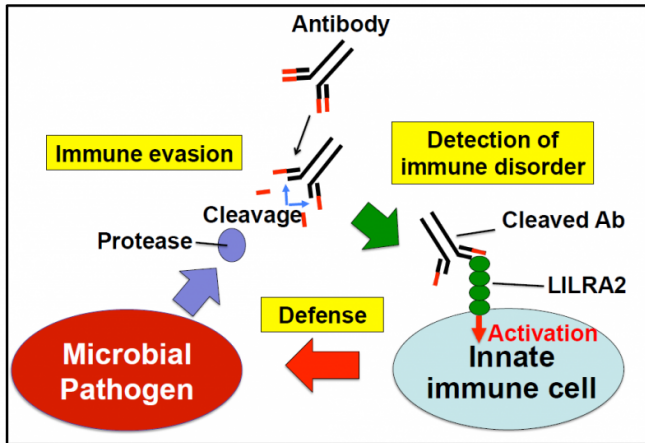 Antibody
Immune evasion
Detection of
immune disorder
Cleavage
Cleaved Ab
Protease
LILRA2
Defense
Activation
Microbial
Pathogen
Innate
immune cell